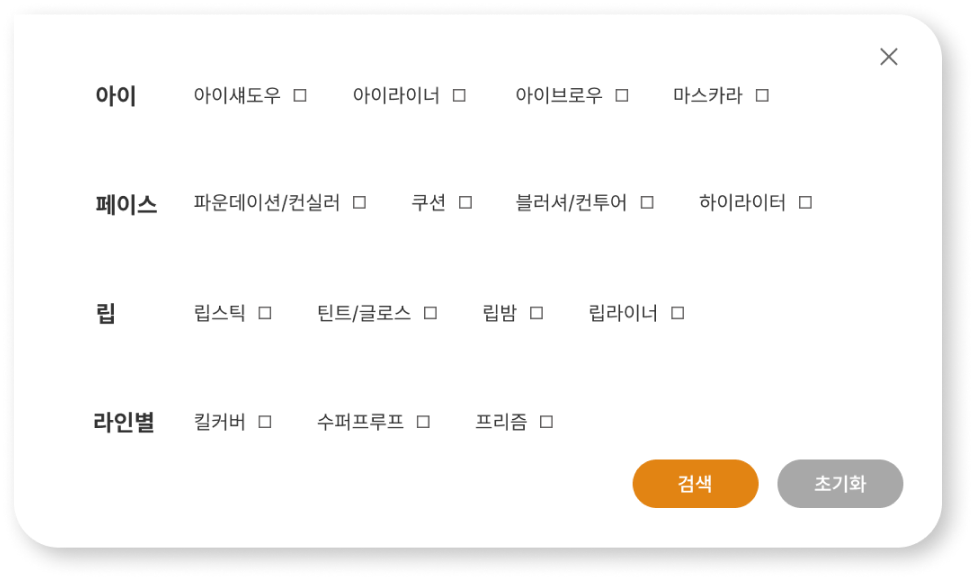 아이 아이섀도우 □ 아이라이너 □ 아이브로우 □ 마스카라 □
페이스 파운데이션/컨실러 □ 쿠션 □ 블러셔/컨투어 □ 하이라이터 □
립 립스틱 □ 틴트/글로스 □ 립밤 □ 립라이너 □
라인별 킬커버 □ 수퍼프루프 □ 프리즘 □
검색 초기화